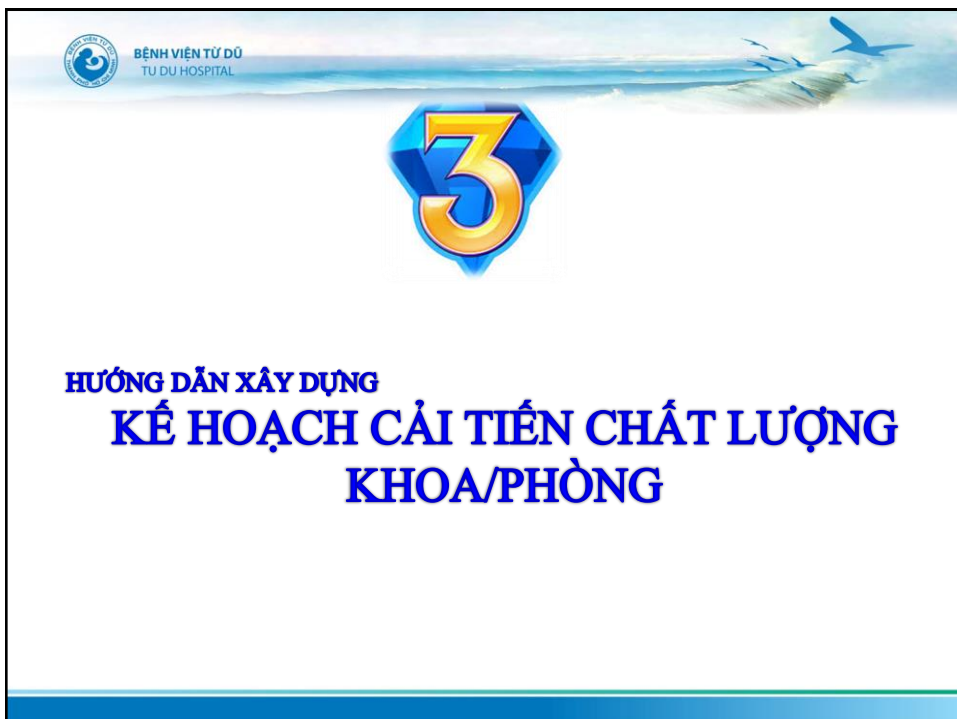 BỆNH VIỆN TỪ DŨ
TU DU HOSPITAL
3
HƯỚNG DẪN XÂY DỰNG
KẾ HOẠCH CẢI TIẾN CHẤT LƯỢNG
KHOA/PHÒNG